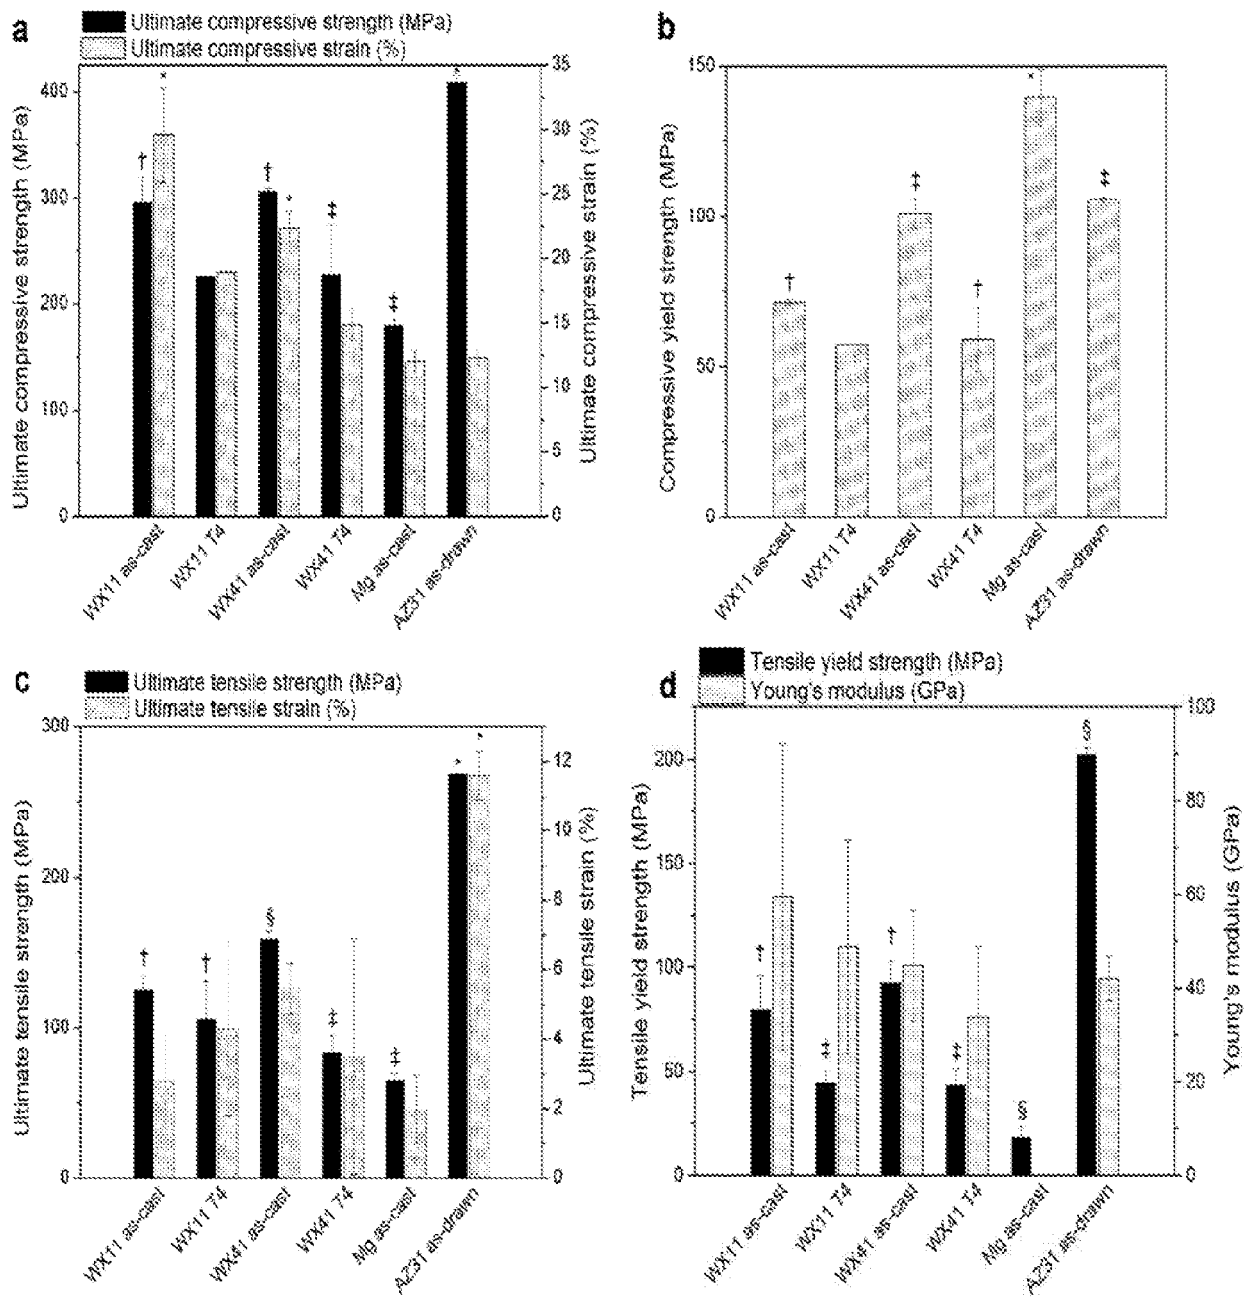 a
Ultimate compressive strength (MPa)
Ultimate compressive strain (%)
Ultimate compressive strength (MPa)
400
300
200
100
0
*
†
†
*
‡
‡
*
35
30
25
20
15
10
5
0
Ultimate compressive strain (%)
WX11 as-cast
WX11 T4
WX41 as-cast
WX41 T4
Mg as-cast
AZ31 as-drawn
b
Compressive yield strength (MPa)
150
100
50
0
†
‡
†
*
‡
WX11 as-cast
WX11 T4
WX41 as-cast
WX41 T4
Mg as-cast
AZ31 as-drawn
c
Ultimate tensile strength (MPa)
Ultimate tensile strain (%)
Ultimate tensile strength (MPa)
300
200
100
0
†
†
§
‡
‡
*
*
12
10
8
6
4
2
0
Ultimate tensile strain (%)
WX11 as-cast
WX11 T4
WX41 as-cast
WX41 T4
Mg as-cast
AZ31 as-drawn
d
Tensile yield strength (MPa)
Young's modulus (GPa)
Tensile yield strength (MPa)
200
150
100
50
0
†
‡
†
‡
§
§
100
80
60
40
20
0
Young's modulus (GPa)
WX11 as-cast
WX11 T4
WX41 as-cast
WX41 T4
Mg as-cast
AZ31 as-drawn